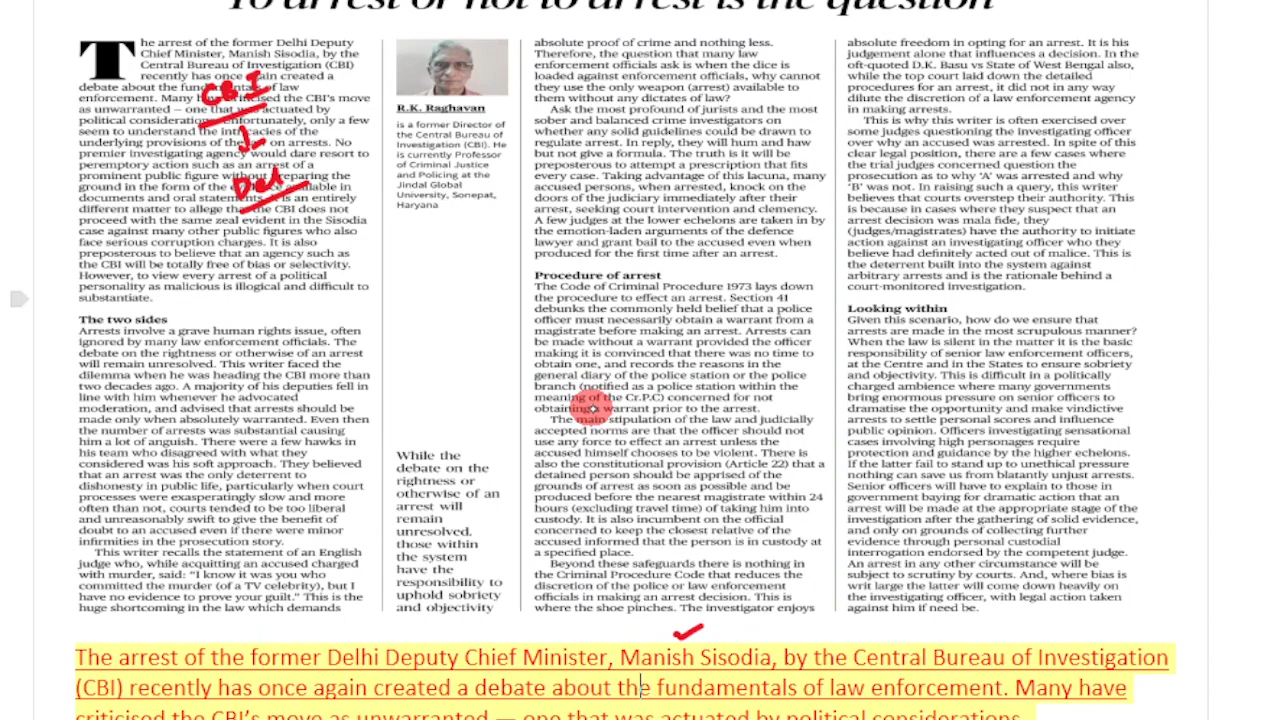 To arrest or not to arrest is the question
The arrest of the former Delhi Deputy
Chief Minister, Manish Sisodia, by the
Central Bureau of Investigation (CBI)
recently has once again created a
debate about the fundamentals of law
enforcement. Many have criticised the CBI's move
as unwarranted — one that was actuated by
political considerations. Unfortunately, only a few
seem to understand the intricacies of the
underlying provisions of the law on arrests. No
premier investigating agency would dare resort to
peremptory action such as an arrest of a
prominent public figure without preparing the
ground in the form of the evidence available in
documents and oral statements. It is an entirely
different matter to allege that the CBI does not
proceed with the same zeal evident in the Sisodia
case against many other public figures who also
face serious corruption charges. It is also
preposterous to believe that an agency such as
the CBI will be totally free of bias or selectivity.
However, to view every arrest of a political
personality as malicious is illogical and difficult to
substantiate.
The two sides
Arrests involve a grave human rights issue, often
ignored by many law enforcement officials. The
debate on the rightness or otherwise of an arrest
will remain unresolved. This writer faced the
dilemma when he was heading the CBI more than
two decades ago. A majority of his deputies fell in
line with him whenever he advocated
moderation, and advised that arrests should be
made only when absolutely warranted. Even then
the number of arrests was substantial causing
him a lot of anguish. There were a few hawks in
his team who disagreed with what they
considered was his soft approach. They believed
that an arrest was the only deterrent to
dishonesty in public life, particularly when court
processes were exasperatingly slow and more
often than not, courts tended to be too liberal
and unreasonably swift to give the benefit of
doubt to an accused even if there were minor
infirmities in the prosecution story.
This writer recalls the statement of an English
judge who, while acquitting an accused charged
with murder, said: "I know it was you who
committed the murder (of a TV celebrity), but I
have no evidence to prove your guilt." This is the
huge shortcoming in the law which demands
CBI
Del
R.K. Raghavan
is a former Director of
the Central Bureau of
Investigation (CBI). He
is currently Professor
of Criminal Justice
and Policing at the
Jindal Global
University, Sonepat,
Haryana
While the
debate on the
rightness or
otherwise of an
arrest will
remain
unresolved,
those within
the system
have the
responsibility to
uphold sobriety
and objectivity
absolute proof of crime and nothing less.
Therefore, the question that many law
enforcement officials ask is when the dice is
loaded against enforcement officials, why cannot
they use the only weapon (arrest) available to
them without any dictates of law?
Ask the most profound of jurists and the most
sober and balanced crime investigators on
whether any solid guidelines could be drawn to
regulate arrest. In reply, they will hum and haw
but not give a formula. The truth is it will be
preposterous to attempt a prescription that fits
every case. Taking advantage of this lacuna, many
accused persons, when arrested, knock on the
doors of the judiciary immediately after their
arrest, seeking court intervention and clemency.
A few judges at the lower echelons are taken in by
the emotion-laden arguments of the defence
lawyer and grant bail to the accused even when
produced for the first time after an arrest.
Procedure of arrest
The Code of Criminal Procedure 1973 lays down
the procedure to effect an arrest. Section 41
debunks the commonly held belief that a police
officer must necessarily obtain a warrant from a
magistrate before making an arrest. Arrests can
be made without a warrant provided the officer
making it is convinced that there was no time to
obtain one, and records the reasons in the
general diary of the police station or the police
branch (notified as a police station within the
meaning of the Cr.P.C) concerned for not
obtaining a warrant prior to the arrest.
The main stipulation of the law and judicially
accepted norms are that the officer should not
use any force to effect an arrest unless the
accused himself chooses to be violent. There is
also the constitutional provision (Article 22) that a
detained person should be apprised of the
grounds of arrest as soon as possible and be
produced before the nearest magistrate within 24
hours (excluding travel time) of taking him into
custody. It is also incumbent on the official
concerned to keep the closest relative of the
accused informed that the person is in custody at
a specified place.
Beyond these safeguards there is nothing in
the Criminal Procedure Code that reduces the
discretion of the police or law enforcement
officials in making an arrest decision. This is
where the shoe pinches. The investigator enjoys
absolute freedom in opting for an arrest. It is his
judgement alone that influences a decision. In the
oft-quoted D.K. Basu vs State of West Bengal also,
while the top court laid down the detailed
procedures for an arrest, it did not in any way
dilute the discretion of a law enforcement agency
in making arrests.
This is why this writer is often exercised over
some judges questioning the investigating officer
over why an accused was arrested. In spite of this
clear legal position, there are a few cases where
the trial judges concerned question the
prosecution as to why 'A' was arrested and why
'B' was not. In raising such a query, this writer
believes that courts overstep their authority. This
is because in cases where they suspect that an
arrest decision was mala fide, they
(judges/magistrates) have the authority to initiate
action against an investigating officer who they
believe had definitely acted out of malice. This is
the deterrent built into the system against
arbitrary arrests and is the rationale behind a
court-monitored investigation.
Looking within
Given this scenario, how do we ensure that
arrests are made in the most scrupulous manner?
When the law is silent in the matter it is the basic
responsibility of senior law enforcement officers,
at the Centre and in the States to ensure sobriety
and objectivity. This is difficult in a politically
charged ambience where many governments
bring enormous pressure on senior officers to
dramatise the opportunity and make vindictive
arrests to settle personal scores and influence
public opinion. Officers investigating sensational
cases involving high personages require
protection and guidance by the higher echelons.
If the latter fail to stand up to unethical pressure
nothing can save us from blatantly unjust arrests.
Senior officers will have to explain to those in
government baying for dramatic action that an
arrest will be made at the appropriate stage of the
investigation after the gathering of solid evidence,
and only on grounds of collecting further
evidence through personal custodial
interrogation endorsed by the competent judge.
An arrest in any other circumstance will be
subject to scrutiny by courts. And, where bias is
writ large the latter will come down heavily on
the investigating officer, with legal action taken
against him if need be.
The arrest of the former Delhi Deputy Chief Minister, Manish Sisodia, by the Central Bureau of Investigation
(CBI) recently has once again created a debate about the fundamentals of law enforcement. Many have
criticised the CBI's move as unwarranted — one that was actuated by political considerations.